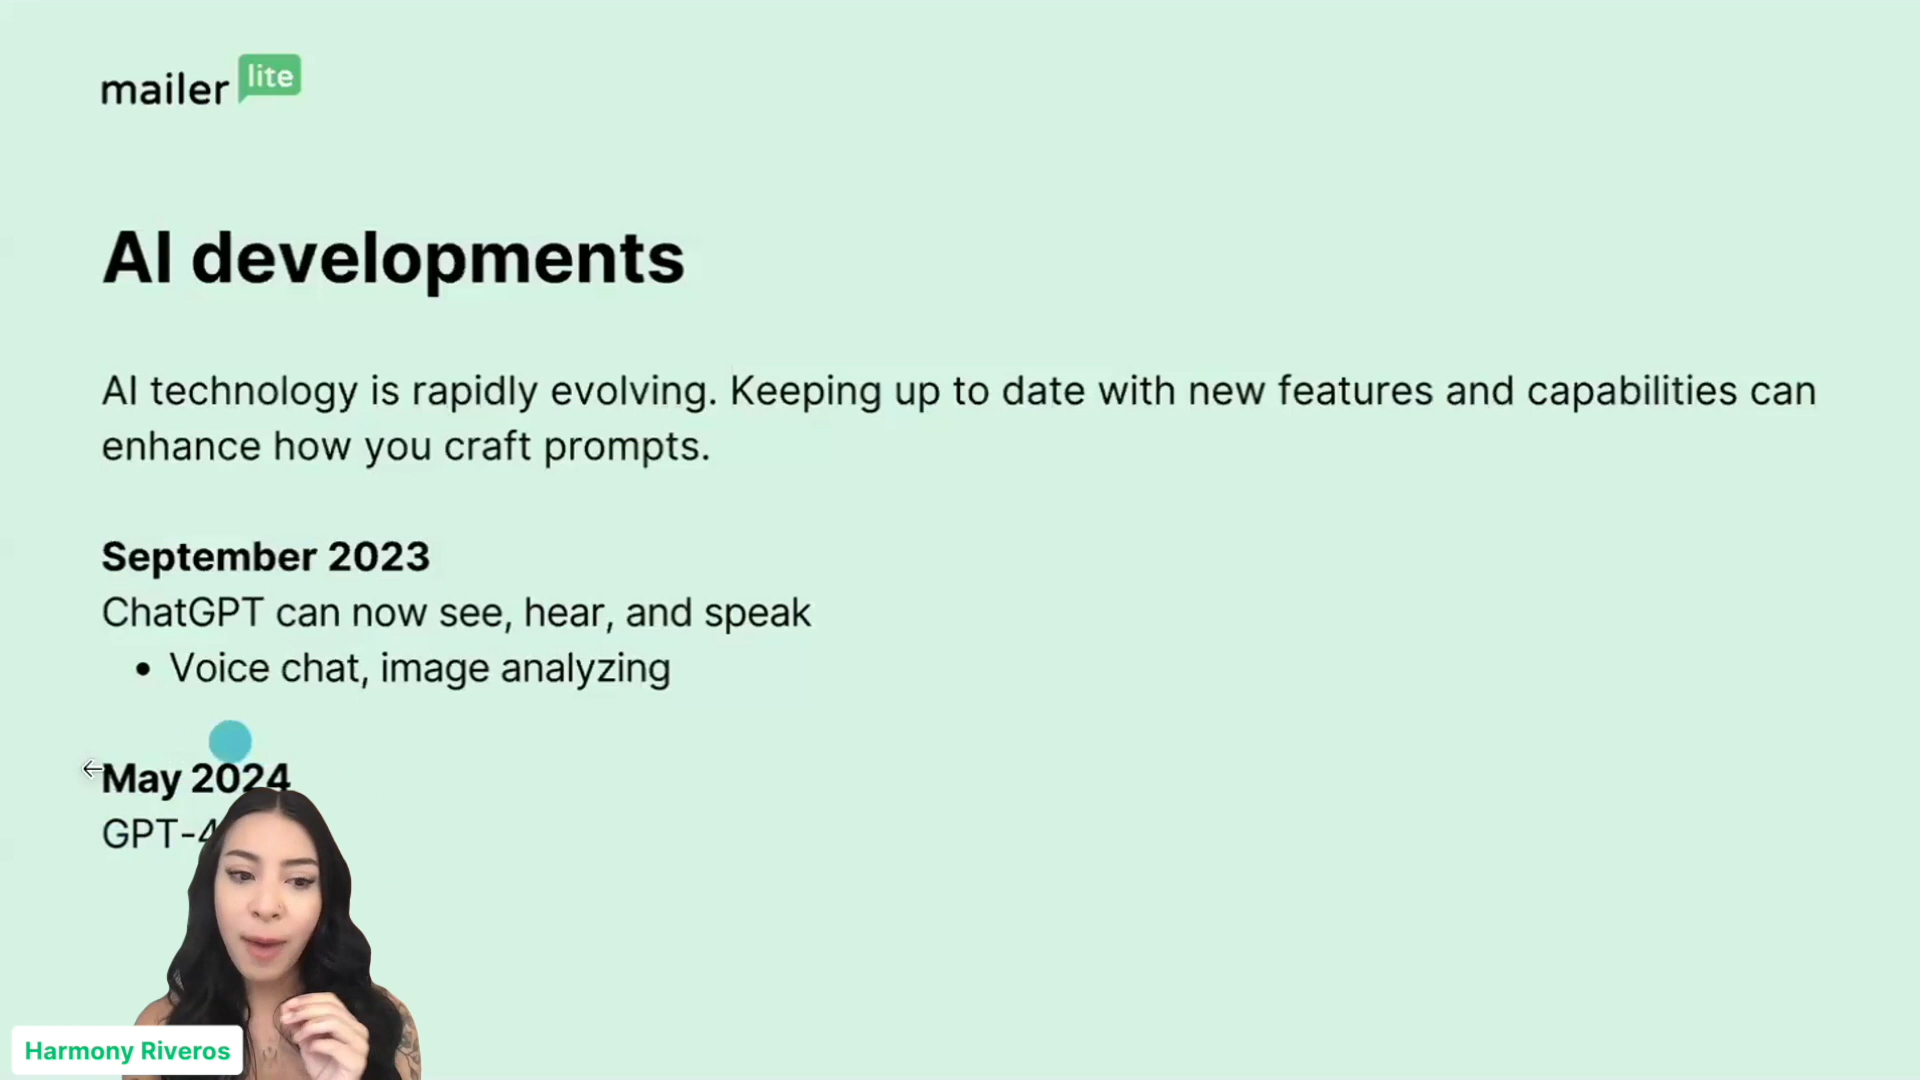 mailer lite
AI developments
AI technology is rapidly evolving. Keeping up to date with new features and capabilities can
enhance how you craft prompts.
September 2023
ChatGPT can now see, hear, and speak
• Voice chat, image analyzing
May 2024
GPT-4
Harmony Riveros